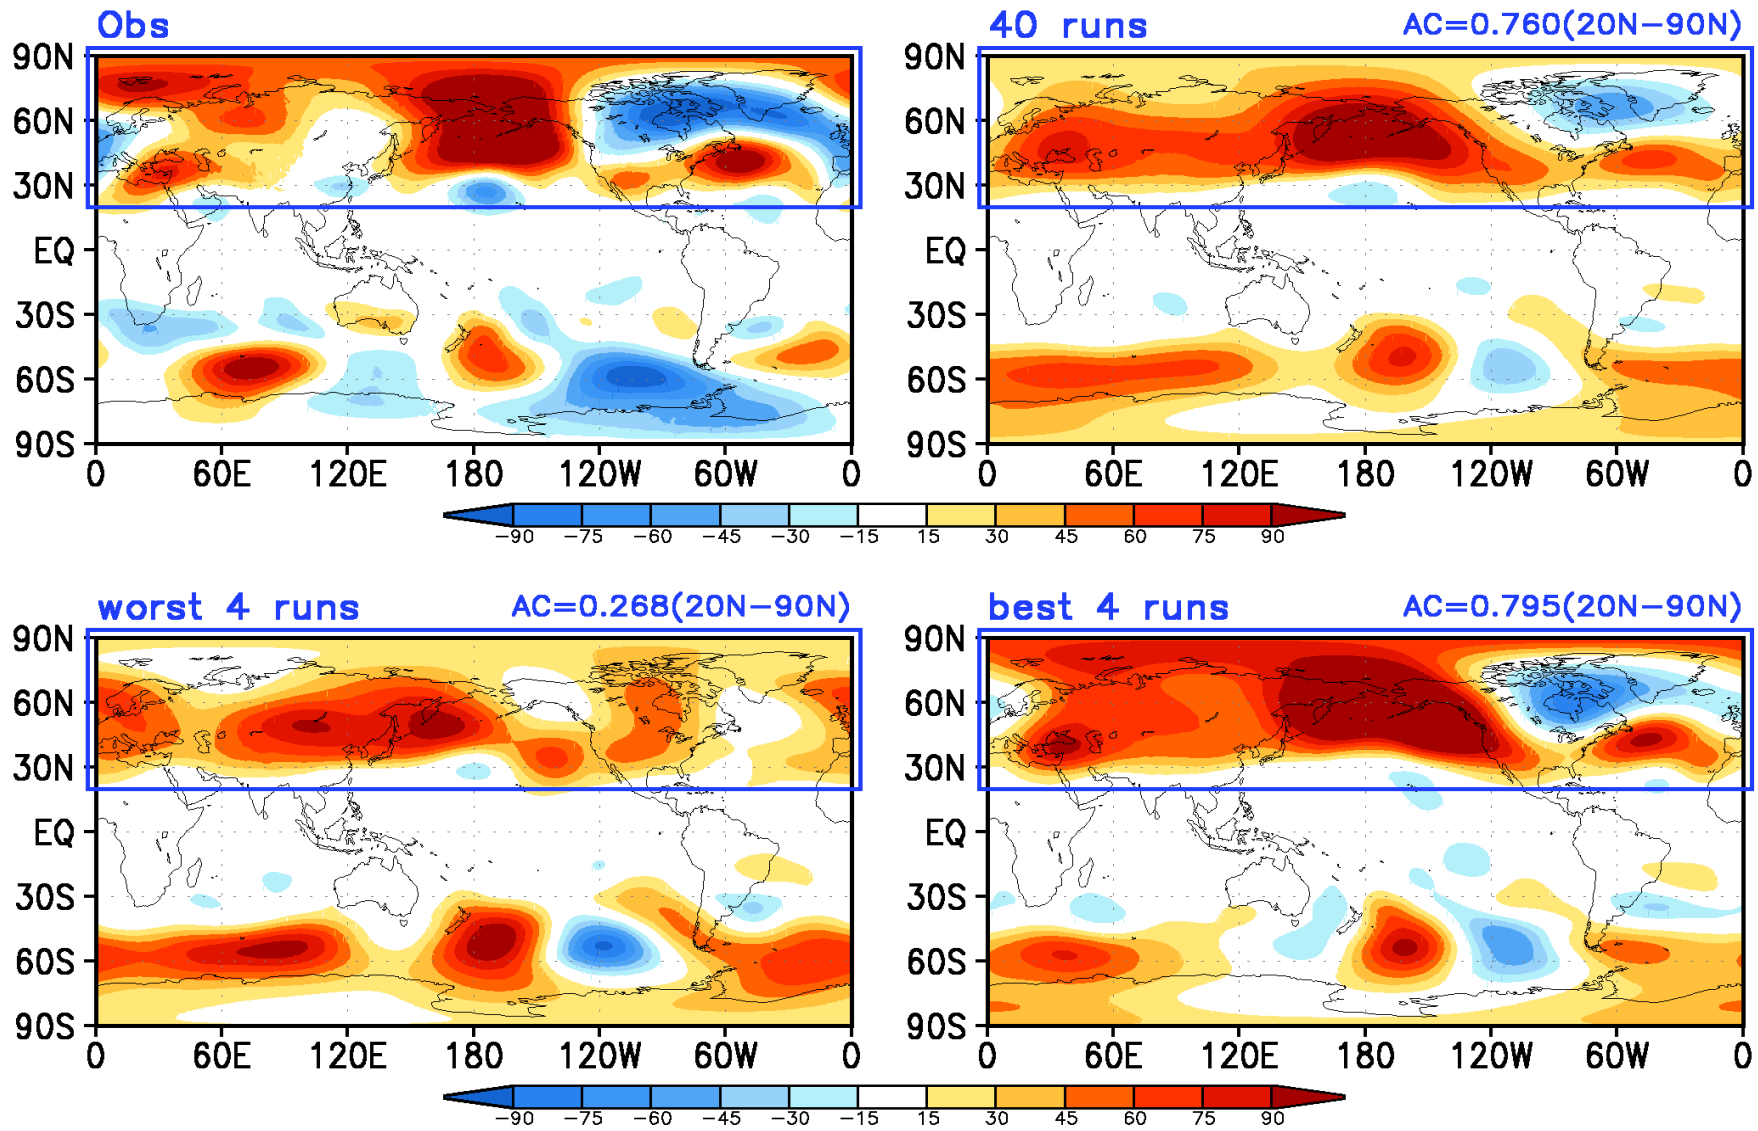 Obs
90N
60N
30N
EQ
30S
60S
90S
0 60E 120E 180 120W 60W 0
40 runs AC=0.760(20N−90N)
90N
60N
30N
EQ
30S
60S
90S
0 60E 120E 180 120W 60W 0
−90 −75 −60 −45 −30 −15 15 30 45 60 75 90
worst 4 runs AC=0.268(20N−90N)
90N
60N
30N
EQ
30S
60S
90S
0 60E 120E 180 120W 60W 0
best 4 runs AC=0.795(20N−90N)
90N
60N
30N
EQ
30S
60S
90S
0 60E 120E 180 120W 60W 0
−90 −75 −60 −45 −30 −15 15 30 45 60 75 90